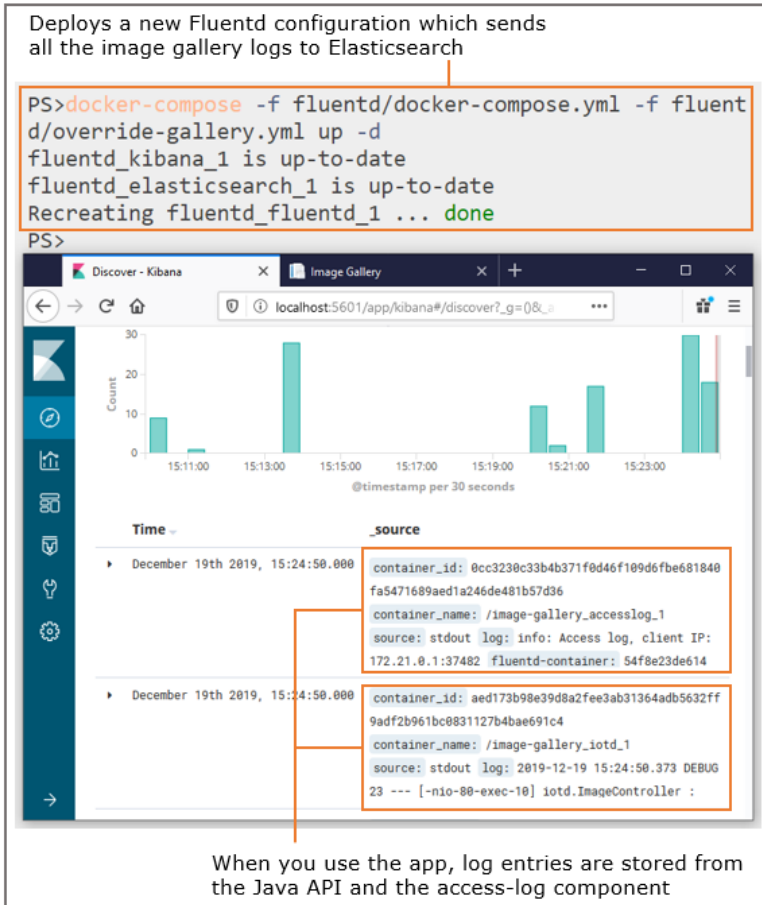 Deploys a new Fluentd configuration which sends
all the image gallery logs to Elasticsearch
PS>docker-compose -f fluentd/docker-compose.yml -f fluent
d/override-gallery.yml up -d
fluentd_kibana_1 is up-to-date
fluentd_elasticsearch_1 is up-to-date
Recreating fluentd_fluentd_1 ... done
PS>
Discover - Kibana
Image Gallery
localhost:5601/app/kibana#/discover?_g=()&_a
Count
30
20
10
0
15:11:00 15:13:00 15:15:00 15:17:00 15:19:00 15:21:00 15:23:00
@timestamp per 30 seconds
Time _source
December 19th 2019, 15:24:50.000 container_id: 0cc3230c33b4b371f0d46f109d6fbe681840
fa5471689aed1a246de481b57d36
container_name: /image-gallery_accesslog_1
source: stdout log: info: Access log, client IP:
172.21.0.1:37482 fluentd-container: 54f8e23de614
December 19th 2019, 15:24:50.000 container_id: aed173b98e39d8a2fee3ab31364adb5632ff
9adf2b961bc0831127b4bae691c4
container_name: /image-gallery_iotd_1
source: stdout log: 2019-12-19 15:24:50.373 DEBUG
23 --- [-nio-80-exec-10] iotd.ImageController :
When you use the app, log entries are stored from
the Java API and the access-log component